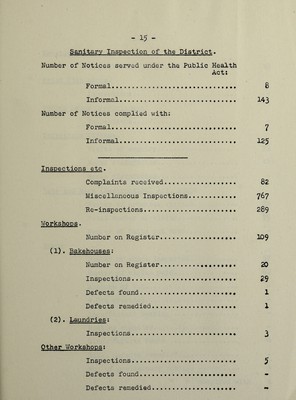 - 15 -
Sanitary Inspection of the District.
Number of Notices served under the Public Health
Act:
Formal.............................. 8
Informal............................ 143
Number of Notices complied with:
Formal.............................. 7
Informal............................ 125
Inspections etc.
Complaints received................. 82
Miscellaneous Inspections........... 767
Re-inspections...................... 289
Workshops.
Number on Register.................. 109
(1). Bakehouses:
Number on Register.................. 20
Inspections......................... 29
Defects found....................... 1
Defects remedied.................... 1
(2). Laundries:
Inspections......................... 3
Other Workshops:
Inspections......................... 5
Defects found....................... -
Defects remedied.................... -